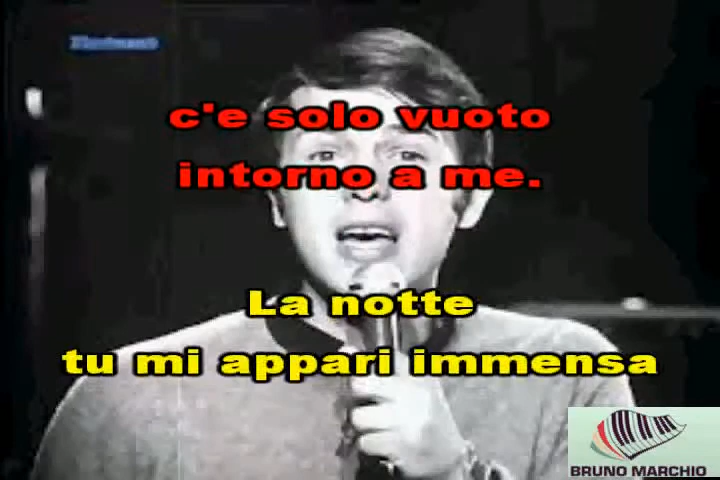 c'e solo vuoto
intorno a me.
La notte
tu mi appari immensa
BRUNO MARCHIO